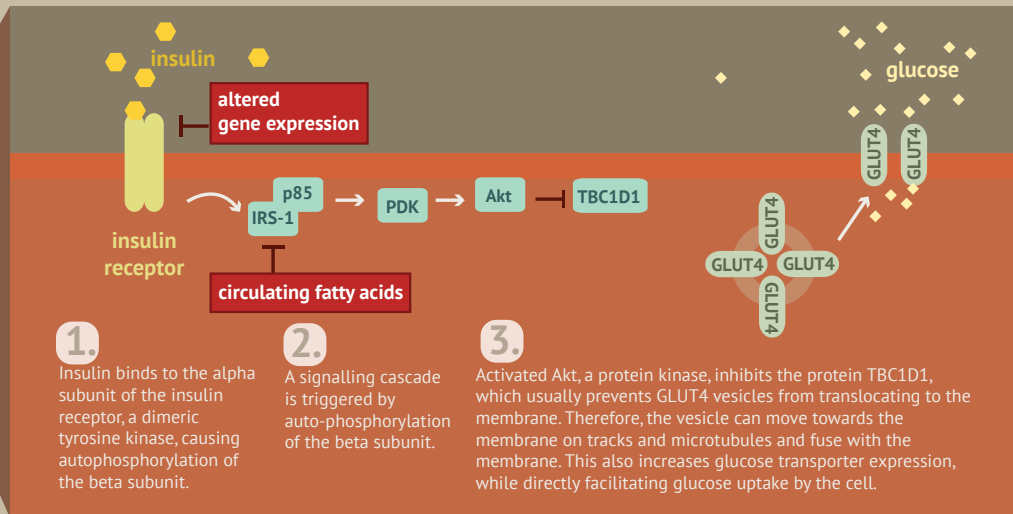 insulin
glucose
altered
gene expression
GLUT4
GLUT4
p85
IRS-1
PDK
Akt
TBC1D1
insulin
receptor
GLUT4
GLUT4
GLUT4
GLUT4
circulating fatty acids
1.
Insulin binds to the alpha
subunit of the insulin
receptor, a dimeric
tyrosine kinase, causing
autophosphorylation of
the beta subunit.
2.
A signalling cascade
is triggered by
auto-phosphorylation
of the beta subunit.
3.
Activated Akt, a protein kinase, inhibits the protein TBC1D1,
which usually prevents GLUT4 vesicles from translocating to the
membrane. Therefore, the vesicle can move towards the
membrane on tracks and microtubules and fuse with the
membrane. This also increases glucose transporter expression,
while directly facilitating glucose uptake by the cell.